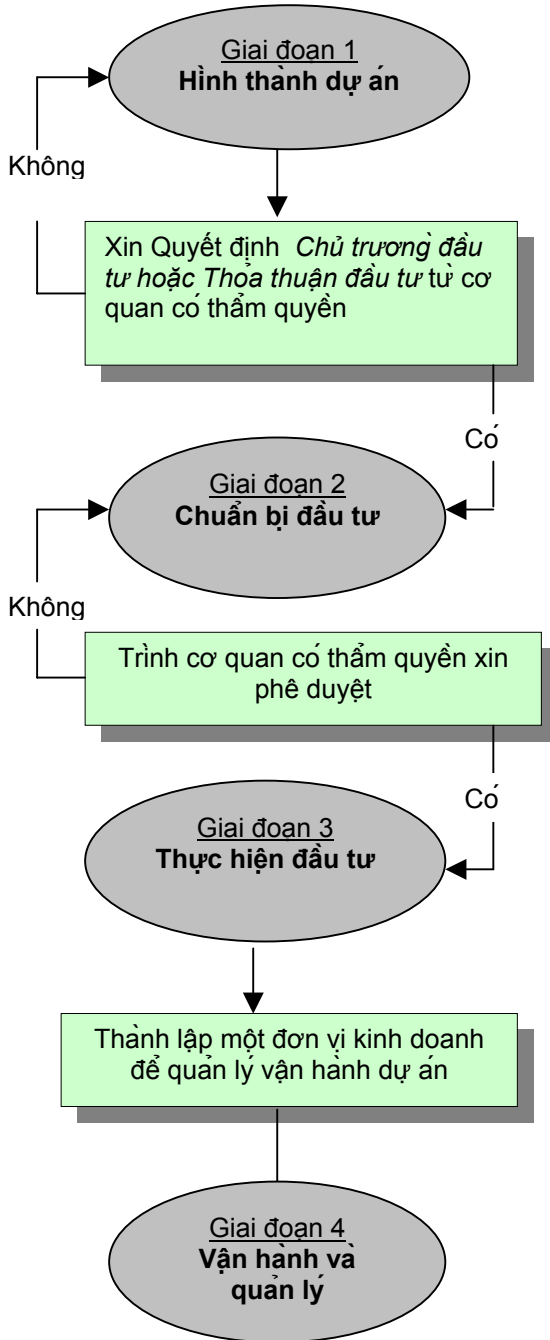 Giai đoạn 1
Hình thành dự án
Không
Xin Quyết định Chủ trương đầu
tư hoặc Thỏa thuận đầu tư từ cơ
quan có thẩm quyền
Có
Giai đoạn 2
Chuẩn bị đầu tư
Không
Trình cơ quan có thẩm quyền xin
phê duyệt
Có
Giai đoạn 3
Thực hiện đầu tư
Thành lập một đơn vị kinh doanh
để quản lý vận hành dự án
Giai đoạn 4
Vận hành và
quản lý